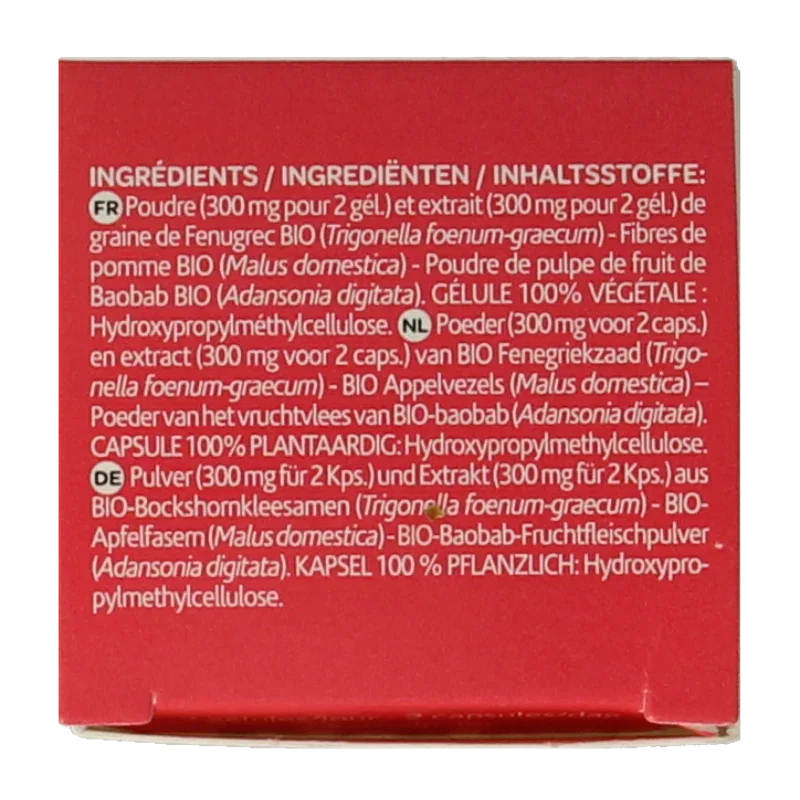 INGRÉDIENTS / INGREDIËNTEN / INHALTSSTOFFE:
FR Poudre (300 mg pour 2 gél.) et extrait (300 mg pour 2 gél.) de
graine de Fenugrec BIO (Trigonella foenum-graecum) - Fibres de
pomme BIO (Malus domestica) - Poudre de pulpe de fruit de
Baobab BIO (Adansonia digitata). GÉLULE 100% VÉGÉTALE :
Hydroxypropylméthylcellulose. NL Poeder (300 mg voor 2 caps.)
en extract (300 mg voor 2 caps.) van BIO Fenegriekzaad (Trigo-
nella foenum-graecum) - BIO Appelvezels (Malus domestica) –
Poeder van het vruchtvlees van BIO-baobab (Adansonia digitata).
CAPSULE 100% PLANTAARDIG: Hydroxypropylmethylcellulose.
DE Pulver (300 mg für 2 Kps.) und Extrakt (300 mg für 2 Kps.) aus
BIO-Bockshornkleesamen (Trigonella foenum-graecum) - BIO-
Apfelfasern (Malus domestica) - BIO-Baobab-Fruchtfleischpulver
(Adansonia digitata). KAPSEL 100 % PFLANZLICH: Hydroxypro-
pylmethylcellulose.